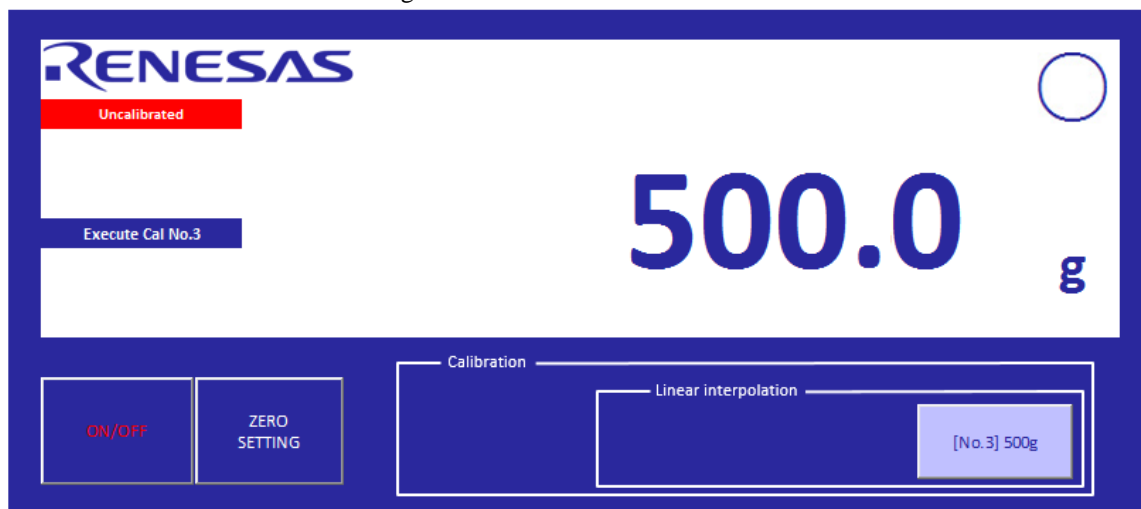 RENESAS
Uncalibrated
Execute Cal No.3
500.0
g
Calibration
Linear interpolation
ON/OFF
ZERO
SETTING
[No.3] 500g